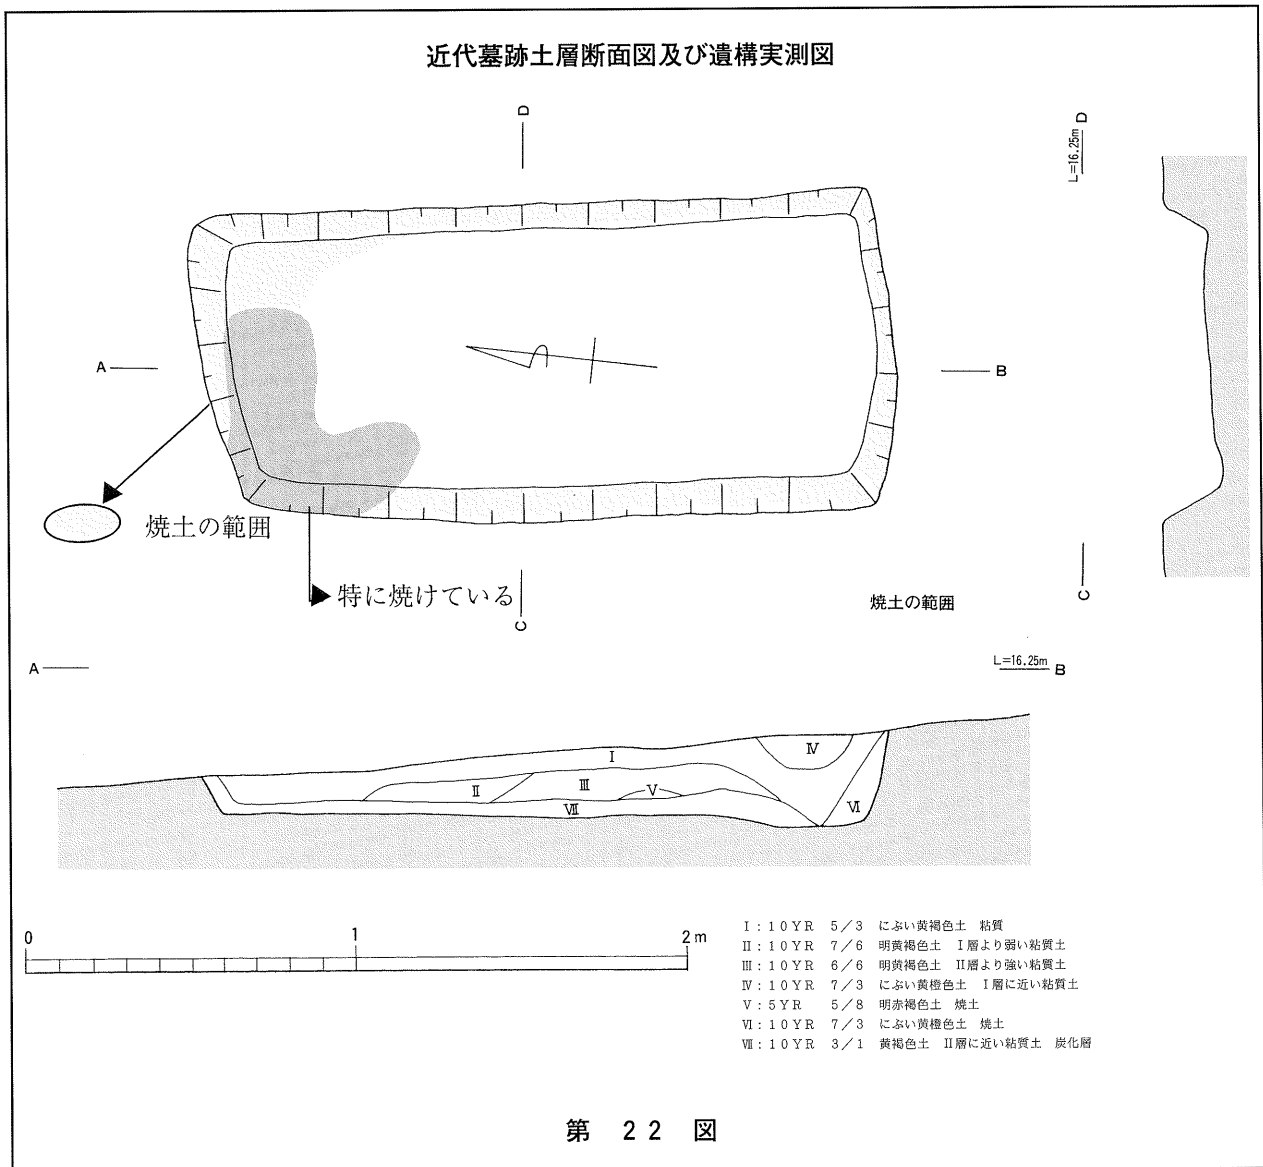 近代墓跡土層断面図及び遺構実測図
D
L=16.25m D
A
B
焼土の範囲
特に焼けている
C
焼土の範囲
C
A
L=16.25m B
I
II
III
IV
V
VI
VII
0 1 2m
I：10YR 5／3 にぶい黄褐色土 粘質
II：10YR 7／6 明黄褐色土 I層より弱い粘質土
III：10YR 6／6 明黄褐色土 II層より強い粘質土
IV：10YR 7／3 にぶい黄橙色土 I層に近い粘質土
V：5YR 5／8 明赤褐色土 焼土
VI：10YR 7／3 にぶい黄橙色土 焼土
VII：10YR 3／1 黄褐色土 II層に近い粘質土 炭化層
第 22 図